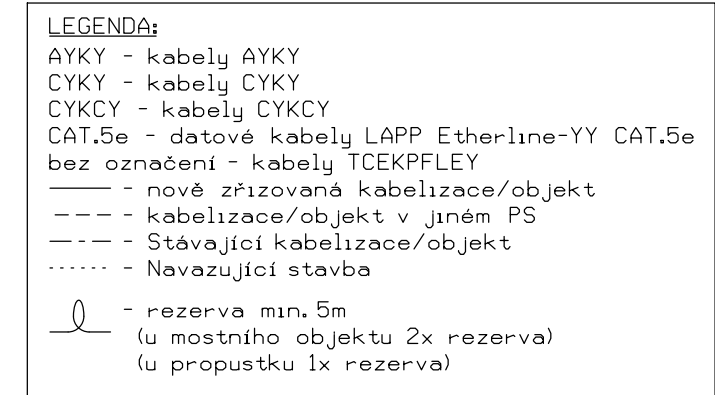 LEGENDA:
AYKY - kabely AYKY
CYKY - kabely CYKY
CYKCY - kabely CYKCY
CAT.5e - datové kabely LAPP Etherline-YY CAT.5e
bez označení - kabely TCEKPFLEY
- nově zřizovaná kabelizace/objekt
- kabelizace/objekt v jiném PS
- Stávající kabelizace/objekt
- Navazující stavba
- rezerva min. 5m
(u mostního objektu 2x rezerva)
(u propustku 1x rezerva)